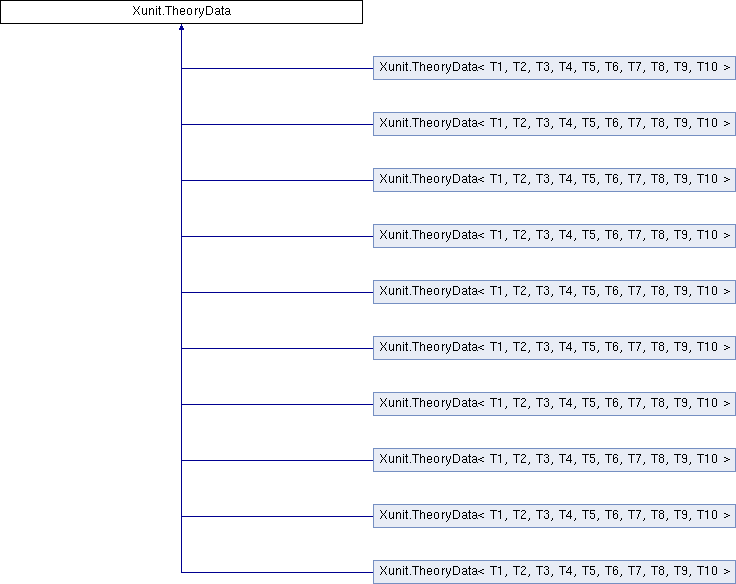 Xunit.TheoryData
Xunit.TheoryData< T1, T2, T3, T4, T5, T6, T7, T8, T9, T10 >
Xunit.TheoryData< T1, T2, T3, T4, T5, T6, T7, T8, T9, T10 >
Xunit.TheoryData< T1, T2, T3, T4, T5, T6, T7, T8, T9, T10 >
Xunit.TheoryData< T1, T2, T3, T4, T5, T6, T7, T8, T9, T10 >
Xunit.TheoryData< T1, T2, T3, T4, T5, T6, T7, T8, T9, T10 >
Xunit.TheoryData< T1, T2, T3, T4, T5, T6, T7, T8, T9, T10 >
Xunit.TheoryData< T1, T2, T3, T4, T5, T6, T7, T8, T9, T10 >
Xunit.TheoryData< T1, T2, T3, T4, T5, T6, T7, T8, T9, T10 >
Xunit.TheoryData< T1, T2, T3, T4, T5, T6, T7, T8, T9, T10 >
Xunit.TheoryData< T1, T2, T3, T4, T5, T6, T7, T8, T9, T10 >